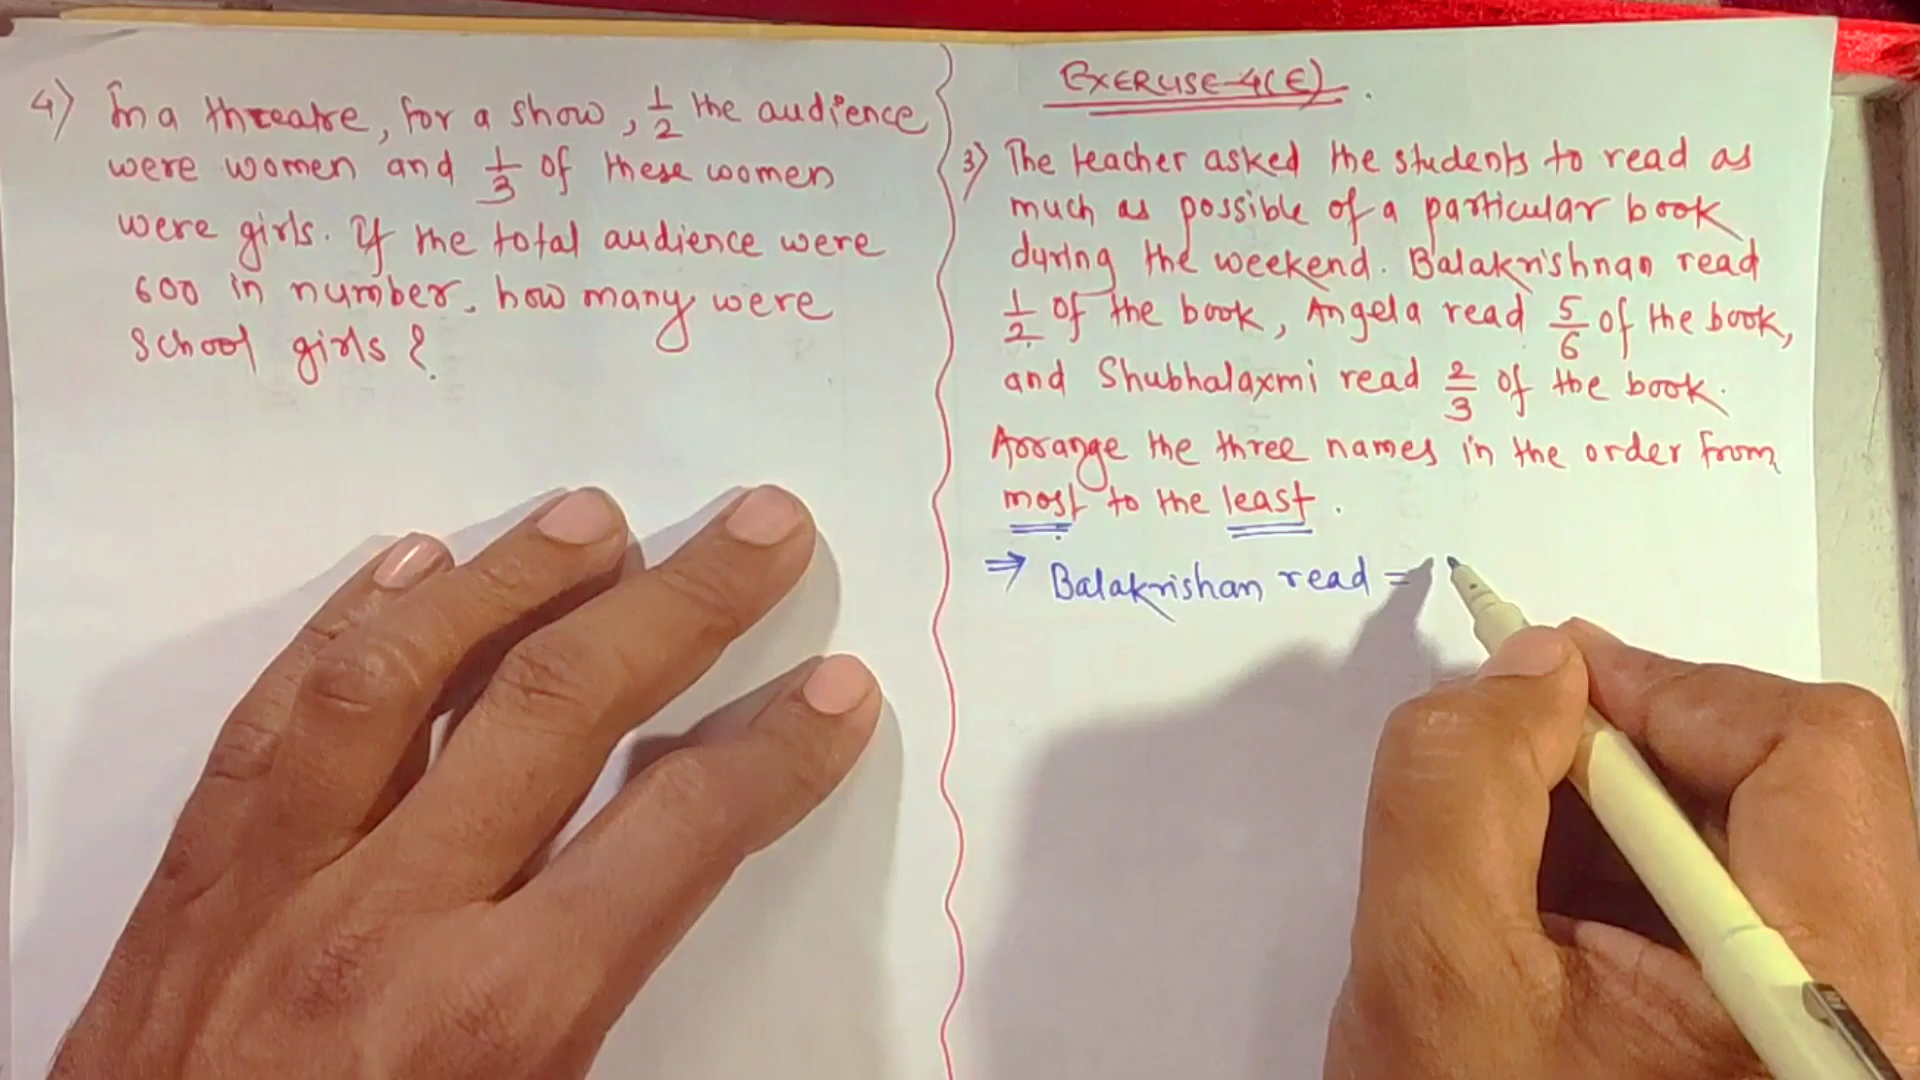 4) In a threatre, for a show, 1/2 the audience
were women and 1/3 of these women
were girls. If the total audience were
600 in number, how many were
School girls?
EXERCISE-4(E).
3) The teacher asked the students to read as
much as possible of a particular book
during the weekend. Balakrishnan read
1/2 of the book, Angela read 5/6 of the book,
and Shubhalaxmi read 2/3 of the book.
Arrange the three names in the order from
most to the least.
⇒ Balakrishan read =